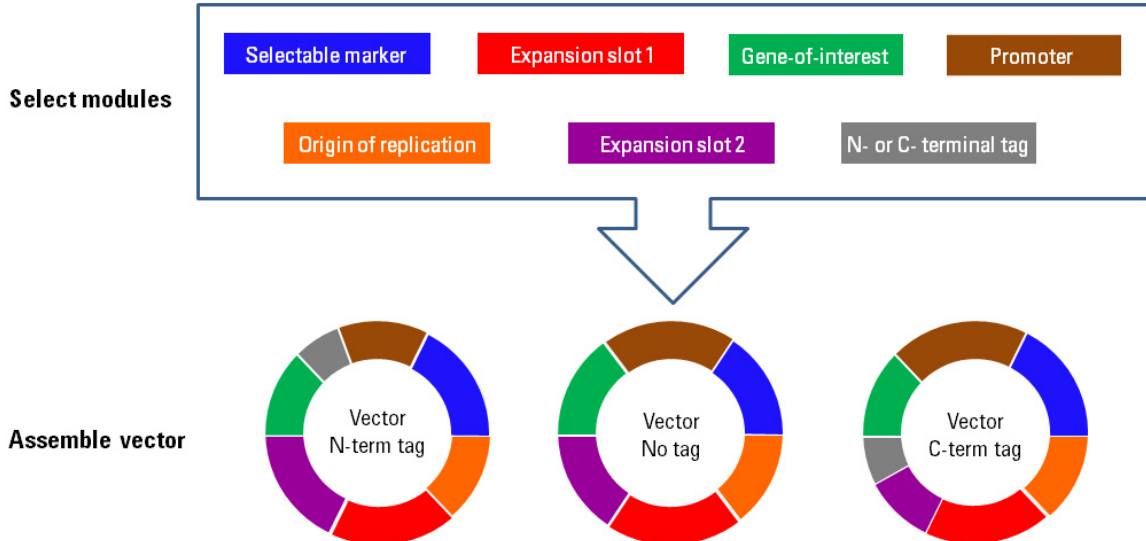 Selectable marker
Expansion slot 1
Gene-of-interest
Promoter
Select modules
Origin of replication
Expansion slot 2
N- or C- terminal tag
Assemble vector
Vector
N-term tag
Vector
No tag
Vector
C-term tag